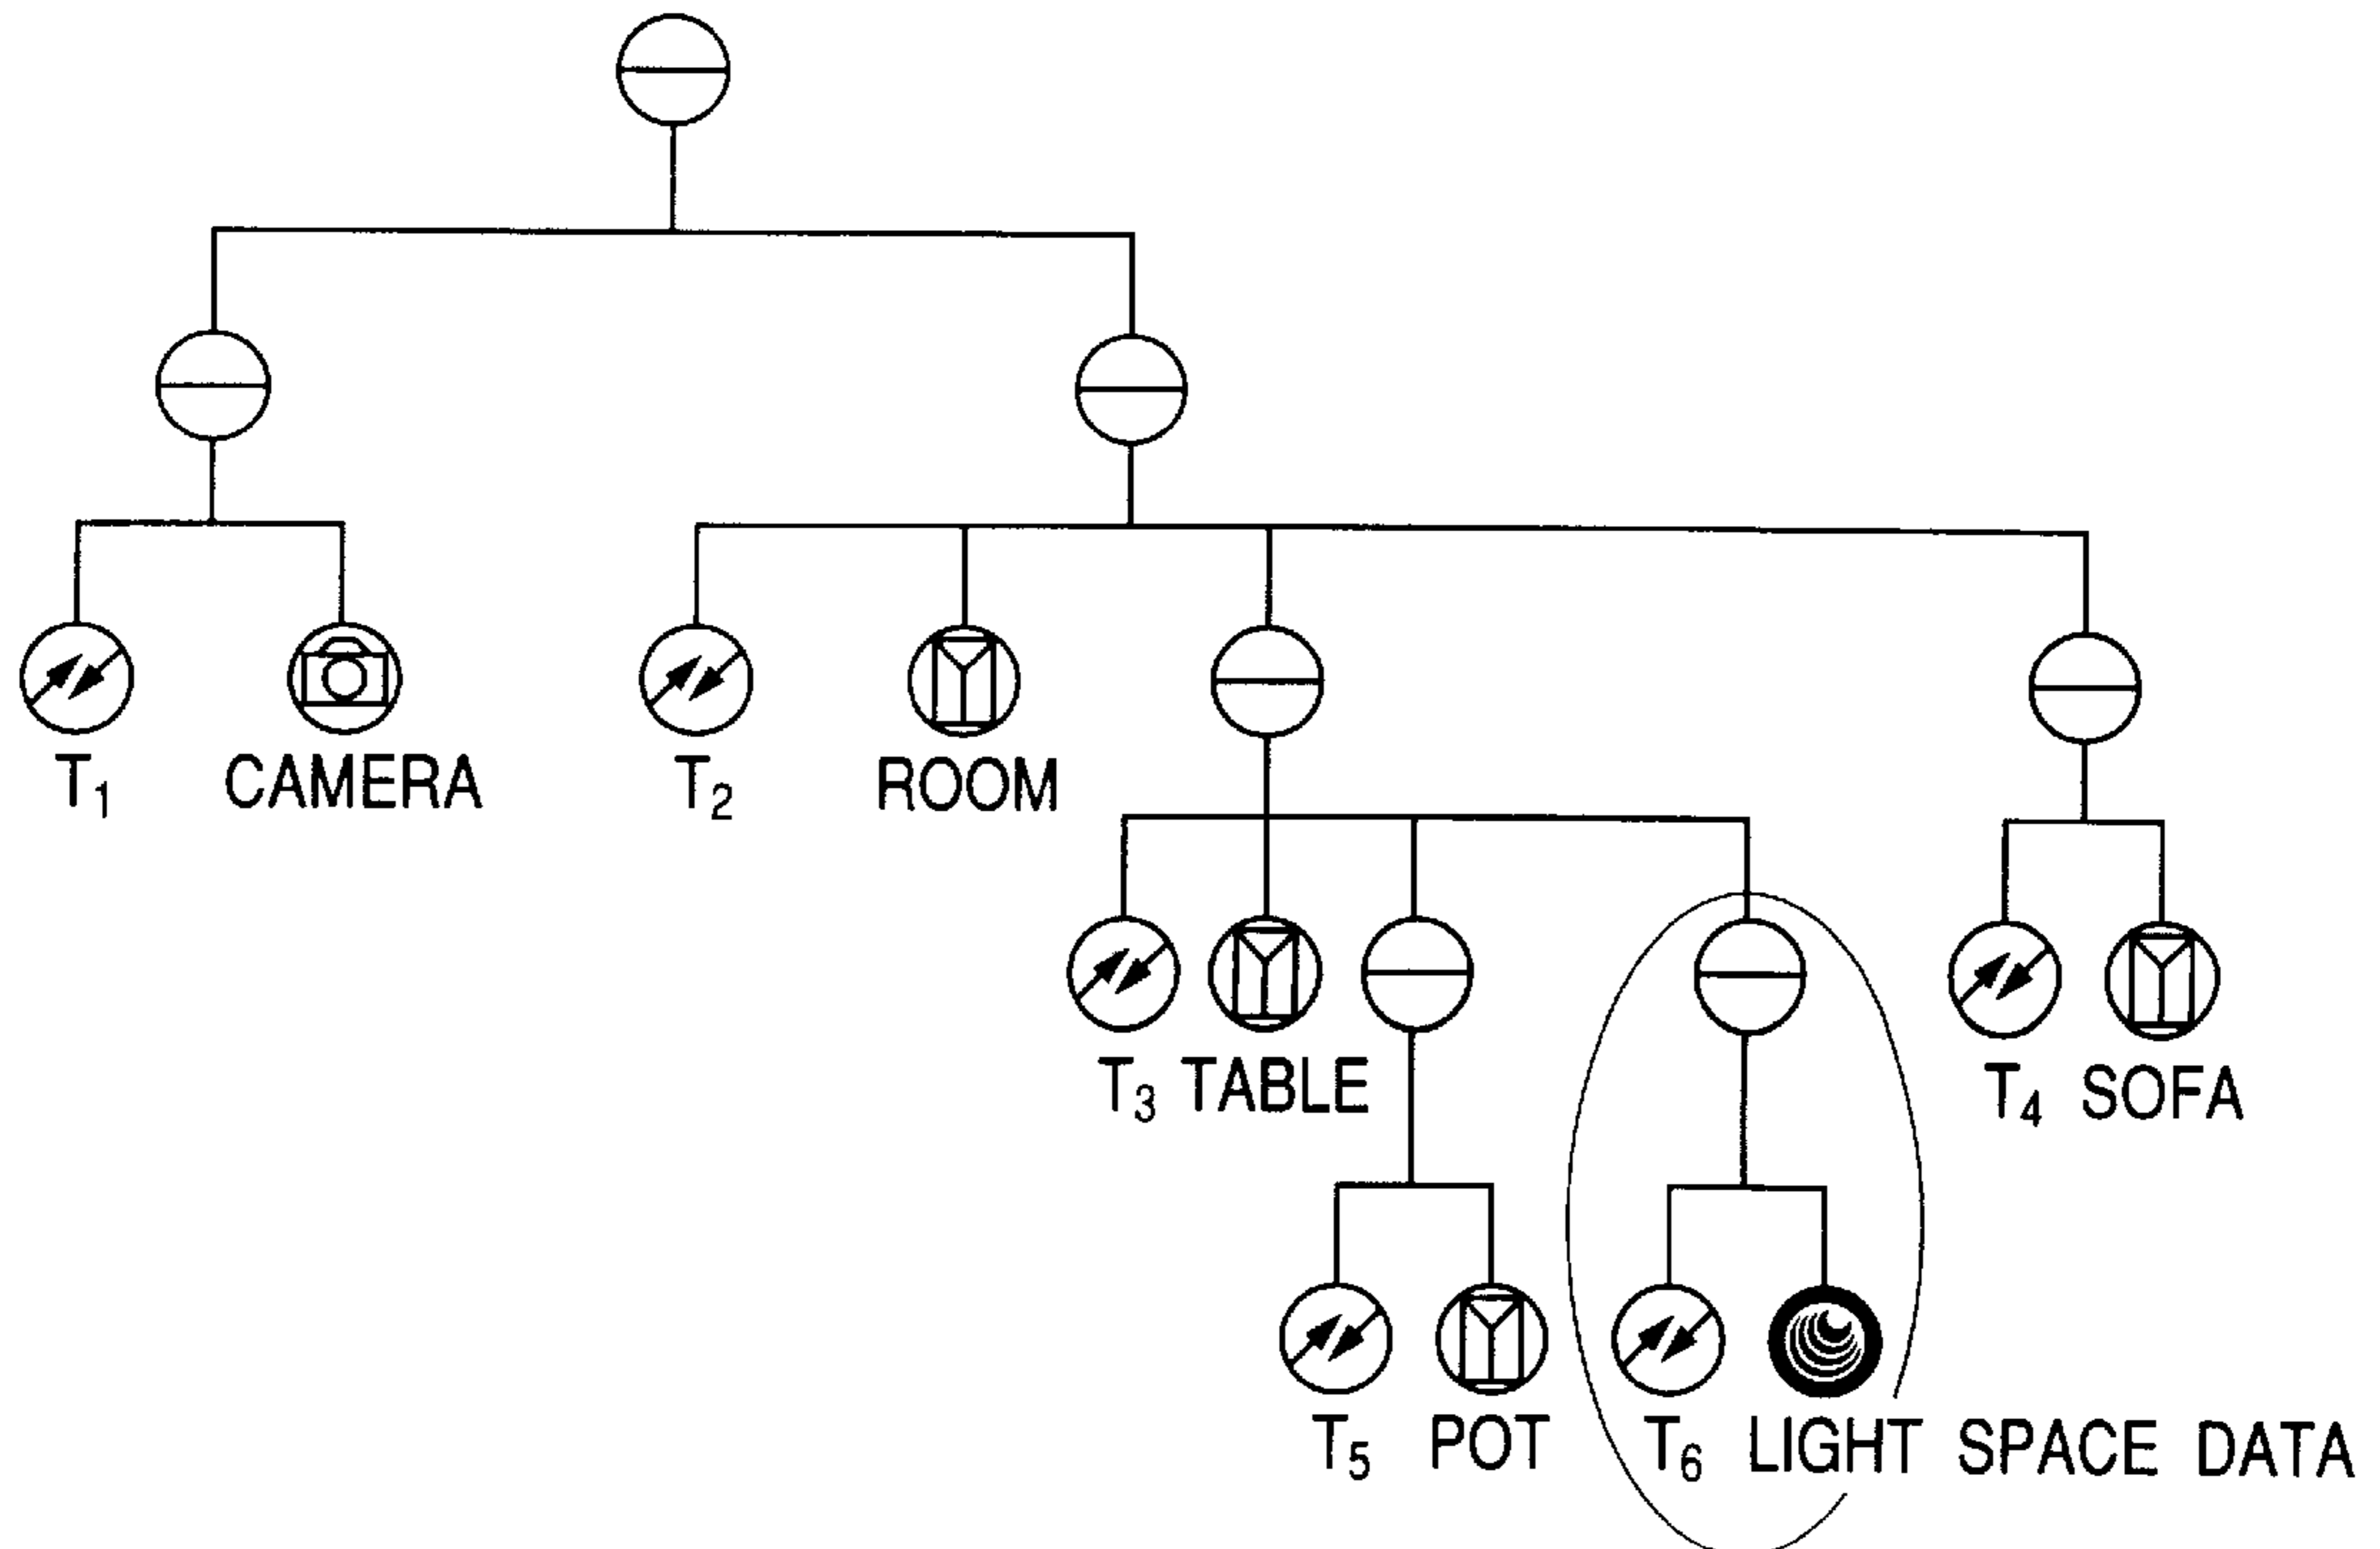 T₁ CAMERA T₂ ROOM
T₃ TABLE T₄ SOFA
T₅ POT T₆ LIGHT SPACE DATA